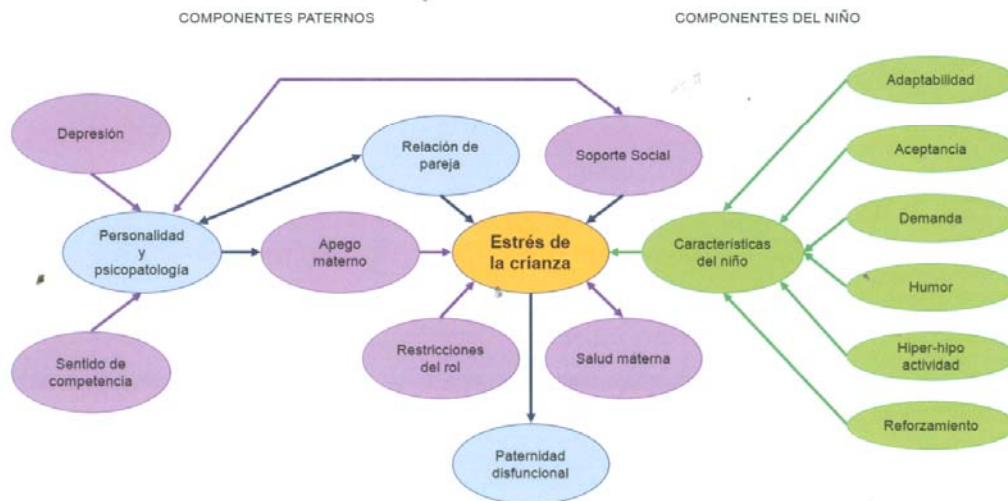 COMPONENTES PATERNOS
COMPONENTES DEL NIÑO
Depresión
Relación de
pareja
Soporte Social
Adaptabilidad
Aceptancia
Personalidad
y
psicopatología
Apego
materno
Estrés de
la crianza
Características
del niño
Demanda
Humor
Sentido de
competencia
Restricciones
del rol
Salud materna
Hiper-hipo
actividad
Reforzamiento
Paternidad
disfuncional